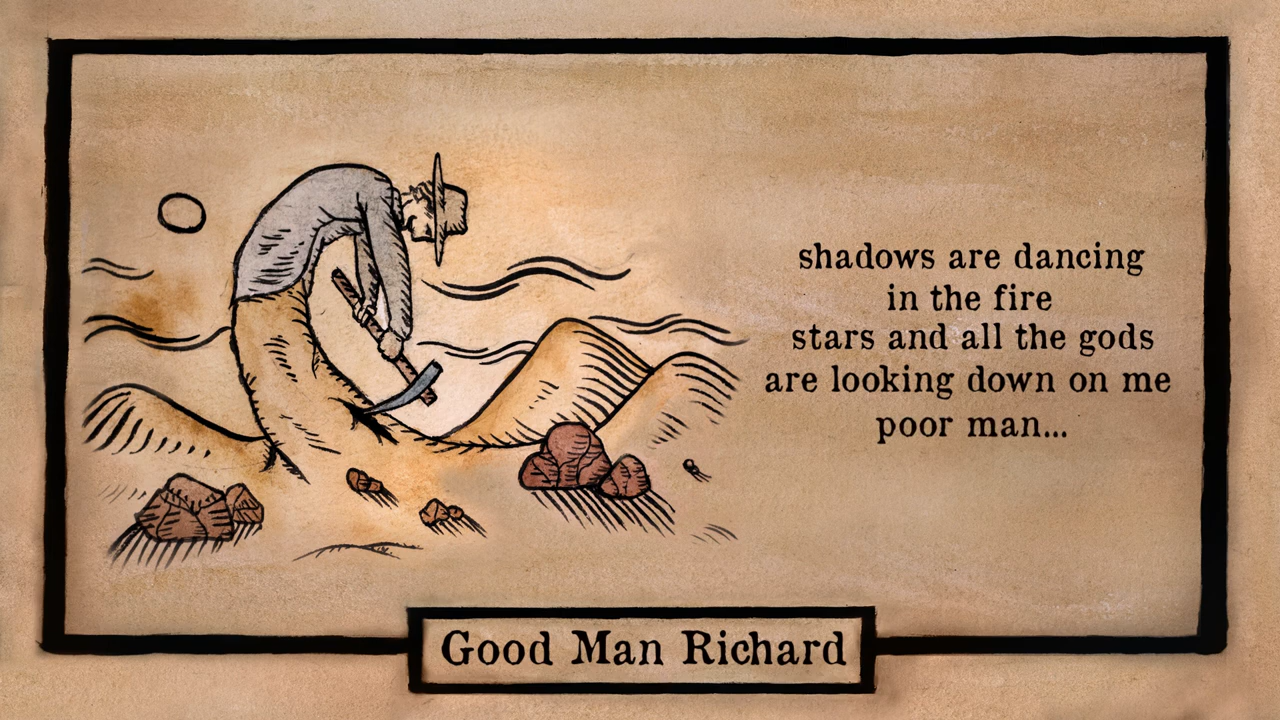 shadows are dancing
in the fire
stars and all the gods
are looking down on me
poor man...
Good Man Richard